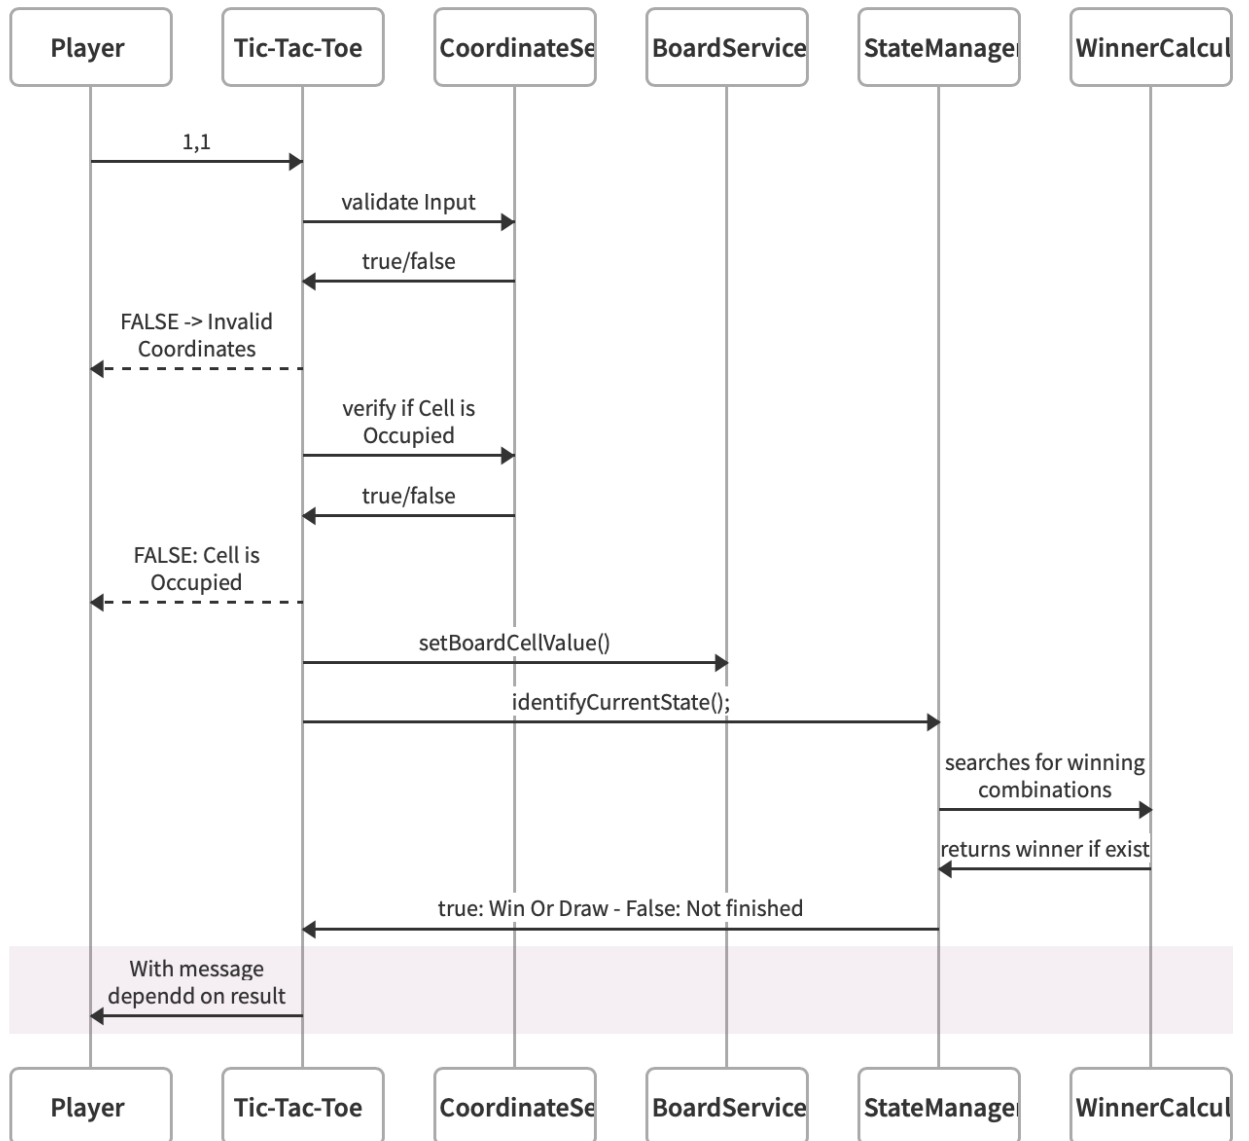 Player Tic-Tac-Toe CoordinateSe BoardService StateManager WinnerCalcul
1,1
validate Input
true/false
FALSE -> Invalid
Coordinates
verify if Cell is
Occupied
true/false
FALSE: Cell is
Occupied
setBoardCellValue()
identifyCurrentState();
searches for winning
combinations
returns winner if exist
true: Win Or Draw - False: Not finished
With message
dependd on result
Player Tic-Tac-Toe CoordinateSe BoardService StateManager WinnerCalcul